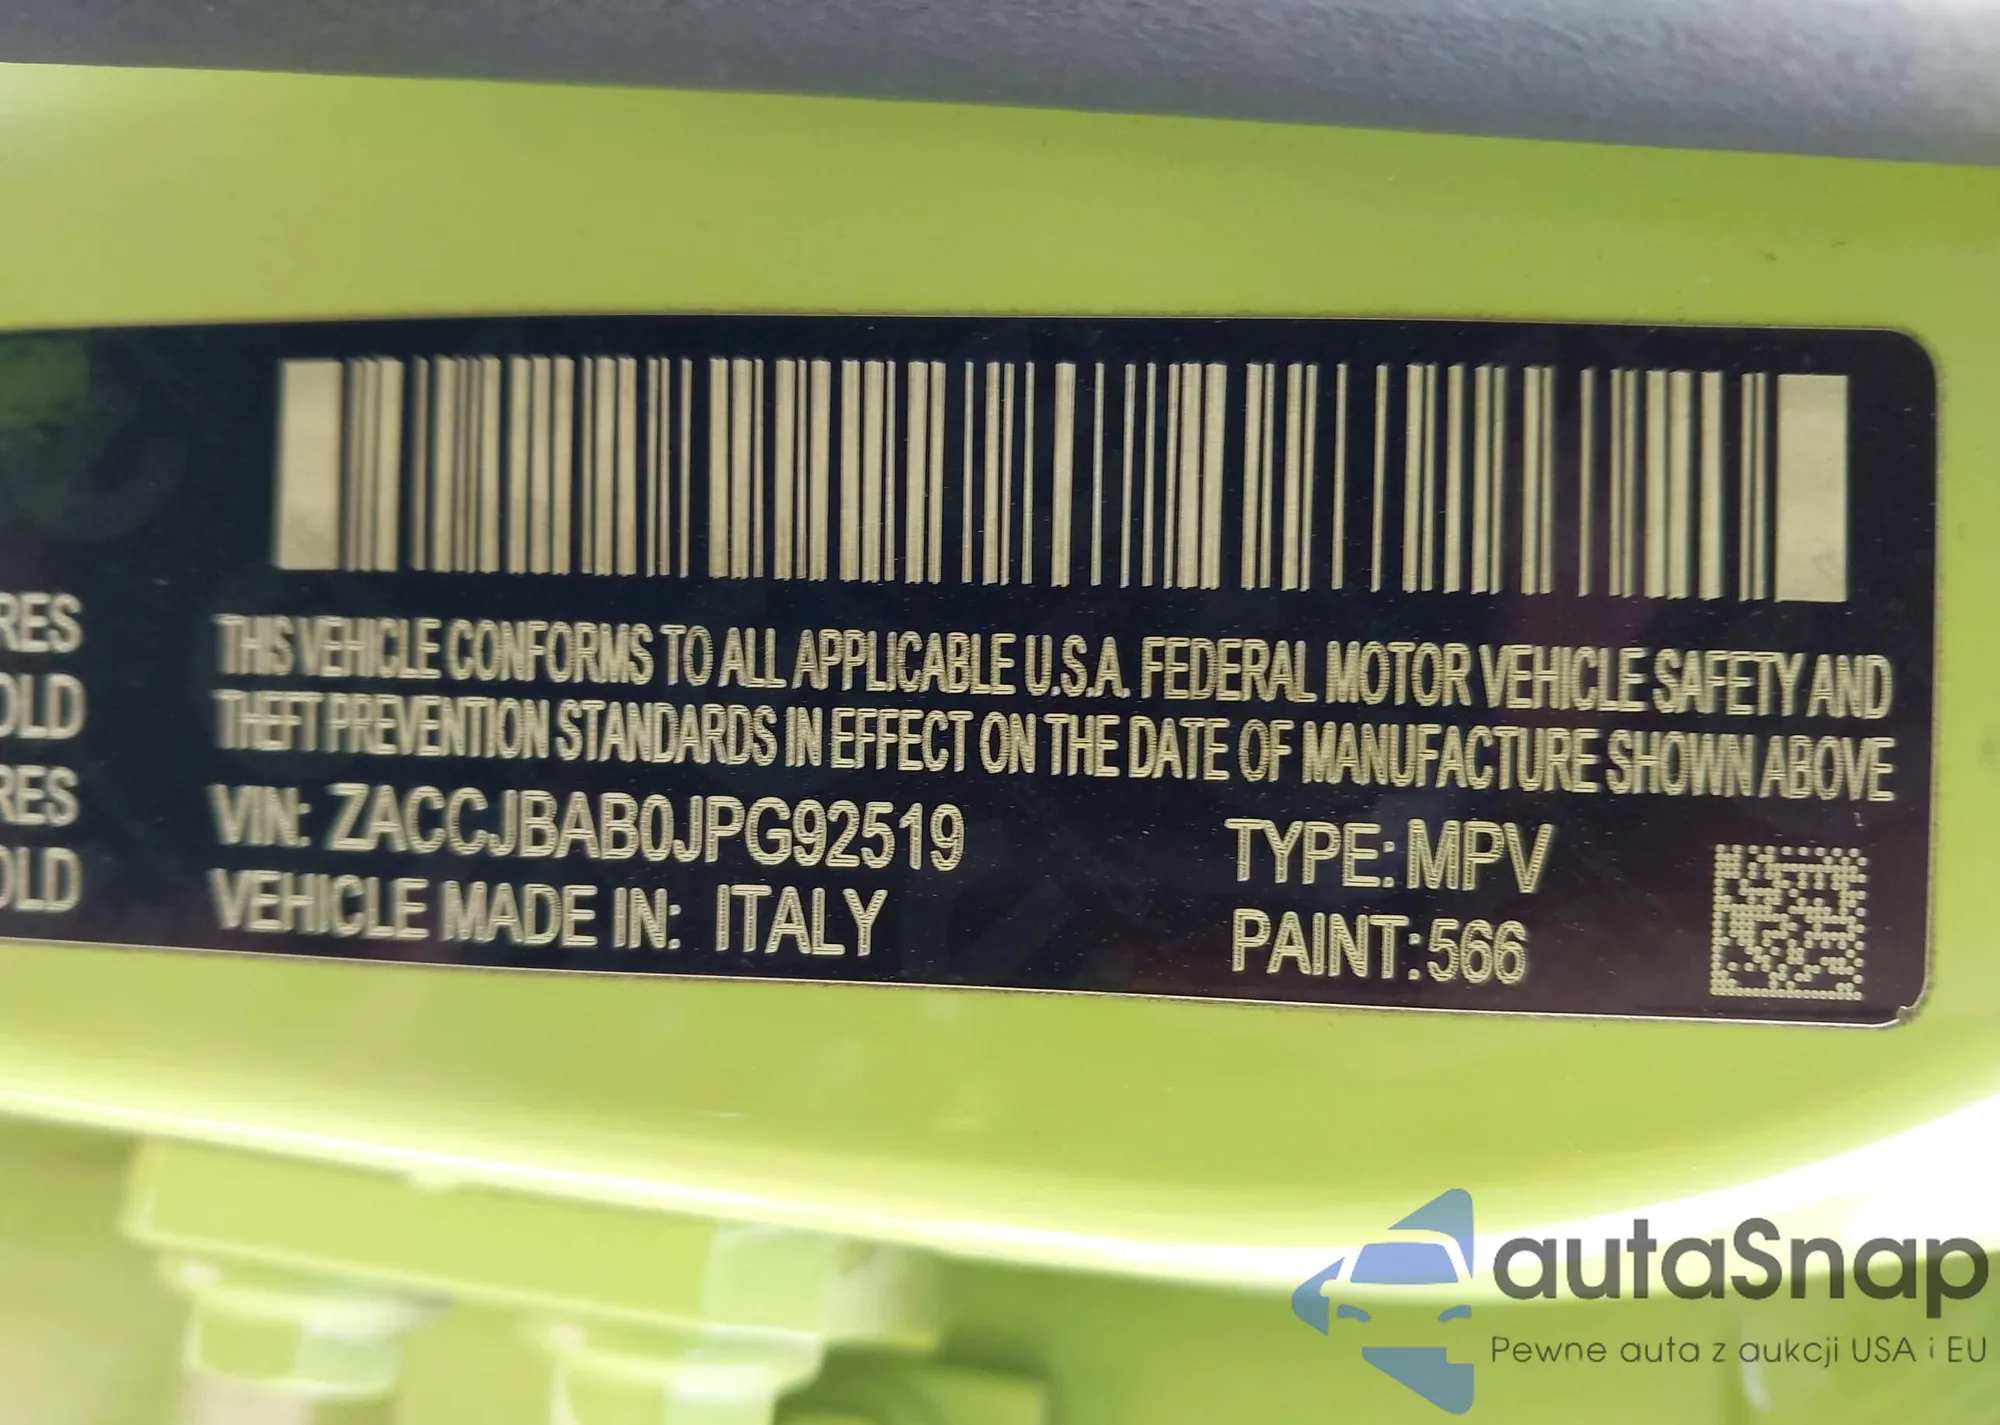 RES
OLD
RES
OLD
THIS VEHICLE CONFORMS TO ALL APPLICABLE U.S.A. FEDERAL MOTOR VEHICLE SAFETY AND
THEFT PREVENTION STANDARDS IN EFFECT ON THE DATE OF MANUFACTURE SHOWN ABOVE
VIN: ZACCJBAB0JPG92519
TYPE: MPV
VEHICLE MADE IN: ITALY
PAINT: 566
autaSnap
Pewne auta z aukcji USA i EU